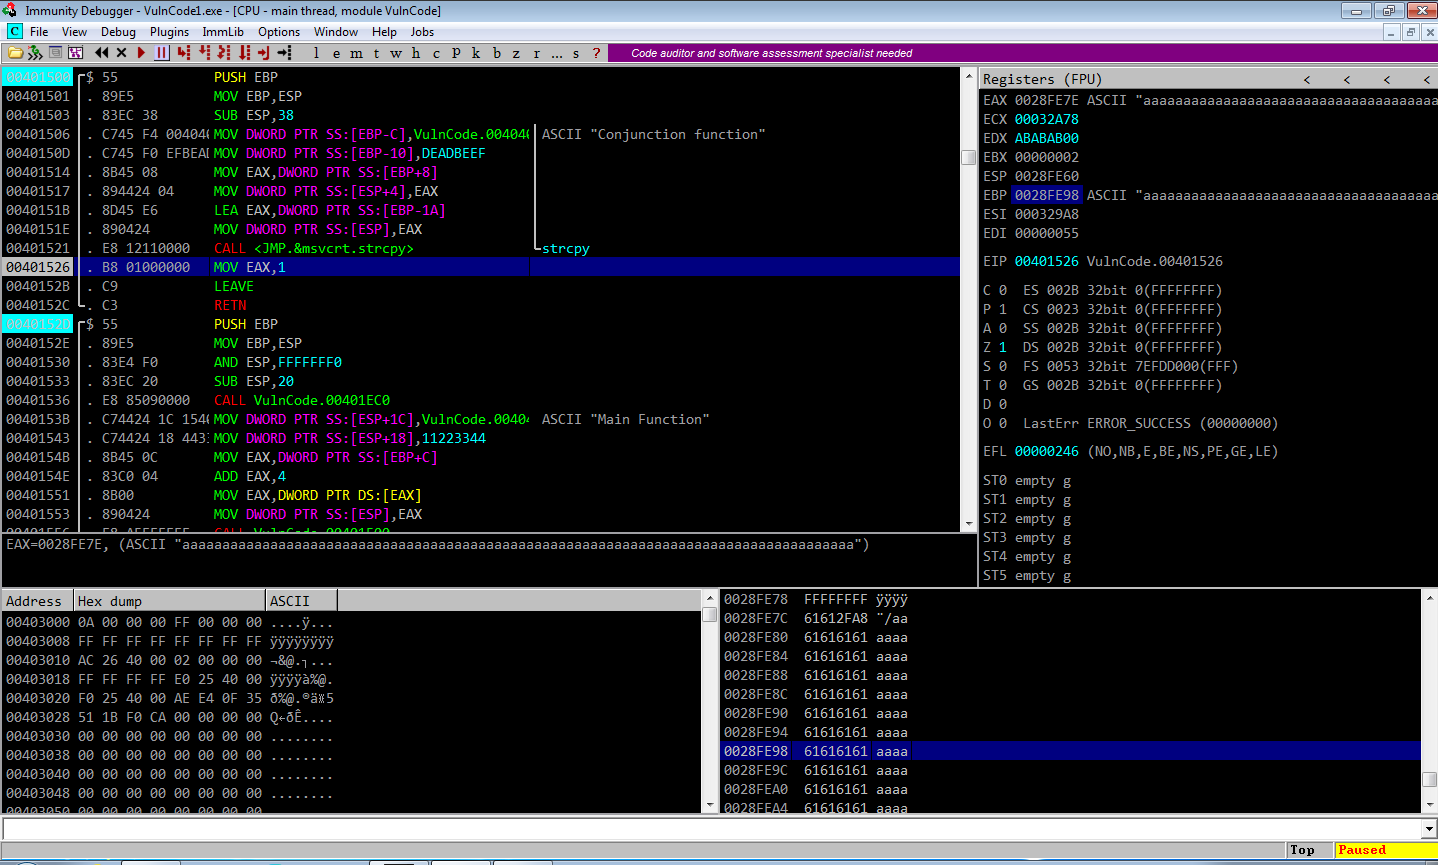 Immunity Debugger - VulnCode1.exe - [CPU - main thread, module VulnCode]
C File View Debug Plugins ImmLib Options Window Help Jobs
l e m t w h c P k b z r ... s ? Code auditor and software assessment specialist needed
00401500 $ 55 PUSH EBP
00401501 . 89E5 MOV EBP,ESP
00401503 . 83EC 38 SUB ESP,38
00401506 . C745 F4 004040 MOV DWORD PTR SS:[EBP-C],VulnCode.004040 ASCII "Conjunction function"
0040150D . C745 F0 EFBEAD MOV DWORD PTR SS:[EBP-10],DEADBEEF
00401514 . 8B45 08 MOV EAX,DWORD PTR SS:[EBP+8]
00401517 . 894424 04 MOV DWORD PTR SS:[ESP+4],EAX
0040151B . 8D45 E6 LEA EAX,DWORD PTR SS:[EBP-1A]
0040151E . 890424 MOV DWORD PTR SS:[ESP],EAX
00401521 . E8 12110000 CALL <JMP.&msvcrt.strcpy> strcpy
00401526 . B8 01000000 MOV EAX,1
0040152B . C9 LEAVE
0040152C . C3 RETN
0040152D $ 55 PUSH EBP
0040152E . 89E5 MOV EBP,ESP
00401530 . 83E4 F0 AND ESP,FFFFFFF0
00401533 . 83EC 20 SUB ESP,20
00401536 . E8 85090000 CALL VulnCode.00401EC0
0040153B . C74424 1C 1540 MOV DWORD PTR SS:[ESP+1C],VulnCode.00404 ASCII "Main Function"
00401543 . C74424 18 4433 MOV DWORD PTR SS:[ESP+18],11223344
0040154B . 8B45 0C MOV EAX,DWORD PTR SS:[EBP+C]
0040154E . 83C0 04 ADD EAX,4
00401551 . 8B00 MOV EAX,DWORD PTR DS:[EAX]
00401553 . 890424 MOV DWORD PTR SS:[ESP],EAX
00401556 . E8 A5FFFFFF CALL VulnCode.00401500
EAX=0028FE7E, (ASCII "aaaaaaaaaaaaaaaaaaaaaaaaaaaaaaaaaaaaaaaaaaaaaaaaaaaaaaaaaaaaaaaaaaaaaaaaaaaaaaaaaaaa")
Registers (FPU) < < < <
EAX 0028FE7E ASCII "aaaaaaaaaaaaaaaaaaaaaaaaaaaaaaaaaaaaa
ECX 00032A78
EDX ABABAB00
EBX 00000002
ESP 0028FE60
EBP 0028FE98 ASCII "aaaaaaaaaaaaaaaaaaaaaaaaaaaaaaaaaaaaa
ESI 000329A8
EDI 00000055
EIP 00401526 VulnCode.00401526
C 0 ES 002B 32bit 0(FFFFFFFF)
P 1 CS 0023 32bit 0(FFFFFFFF)
A 0 SS 002B 32bit 0(FFFFFFFF)
Z 1 DS 002B 32bit 0(FFFFFFFF)
S 0 FS 0053 32bit 7EFDD000(FFF)
T 0 GS 002B 32bit 0(FFFFFFFF)
D 0
O 0 LastErr ERROR_SUCCESS (00000000)
EFL 00000246 (NO,NB,E,BE,NS,PE,GE,LE)
ST0 empty g
ST1 empty g
ST2 empty g
ST3 empty g
ST4 empty g
ST5 empty g
Address Hex dump ASCII
00403000 0A 00 00 00 FF 00 00 00 ....ÿ...
00403008 FF FF FF FF FF FF FF FF ÿÿÿÿÿÿÿÿ
00403010 AC 26 40 00 02 00 00 00 ¬&@.┐...
00403018 FF FF FF FF E0 25 40 00 ÿÿÿÿà%@.
00403020 F0 25 40 00 AE E4 0F 35 ð%@.®ä¤5
00403028 51 1B F0 CA 00 00 00 00 Q←ðÊ....
00403030 00 00 00 00 00 00 00 00 ........
00403038 00 00 00 00 00 00 00 00 ........
00403040 00 00 00 00 00 00 00 00 ........
00403048 00 00 00 00 00 00 00 00 ........
00403050 00 00 00 00 00 00 00 00 ........
0028FE78 FFFFFFFF ÿÿÿÿ
0028FE7C 61612FA8 ¨/aa
0028FE80 61616161 aaaa
0028FE84 61616161 aaaa
0028FE88 61616161 aaaa
0028FE8C 61616161 aaaa
0028FE90 61616161 aaaa
0028FE94 61616161 aaaa
0028FE98 61616161 aaaa
0028FE9C 61616161 aaaa
0028FEA0 61616161 aaaa
0028FEA4 61616161 aaaa
Top Paused